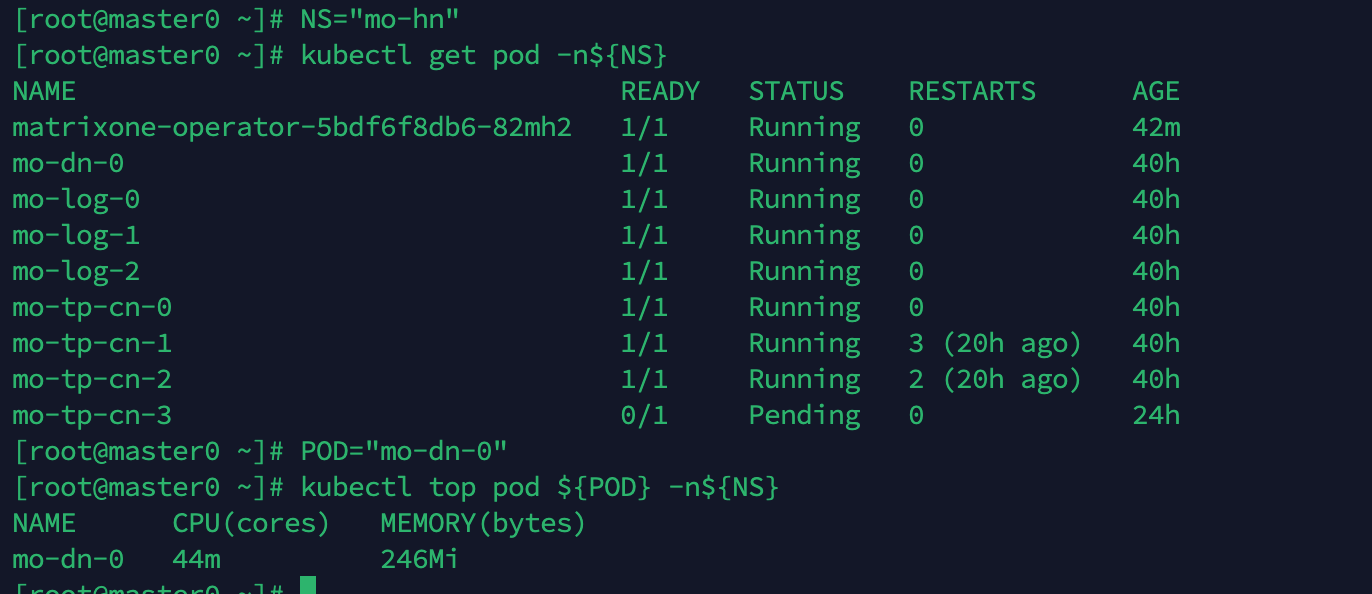 [root@master0 ~]# NS="mo-hn"
[root@master0 ~]# kubectl get pod -n${NS}
NAME                                  READY   STATUS    RESTARTS      AGE
matrixone-operator-5bdf6f8db6-82mh2   1/1     Running   0             42m
mo-dn-0                               1/1     Running   0             40h
mo-log-0                              1/1     Running   0             40h
mo-log-1                              1/1     Running   0             40h
mo-log-2                              1/1     Running   0             40h
mo-tp-cn-0                            1/1     Running   0             40h
mo-tp-cn-1                            1/1     Running   3 (20h ago)   40h
mo-tp-cn-2                            1/1     Running   2 (20h ago)   40h
mo-tp-cn-3                            0/1     Pending   0             24h
[root@master0 ~]# POD="mo-dn-0"
[root@master0 ~]# kubectl top pod ${POD} -n${NS}
NAME      CPU(cores)   MEMORY(bytes)
mo-dn-0   44m          246Mi
[root@master0 ~]#